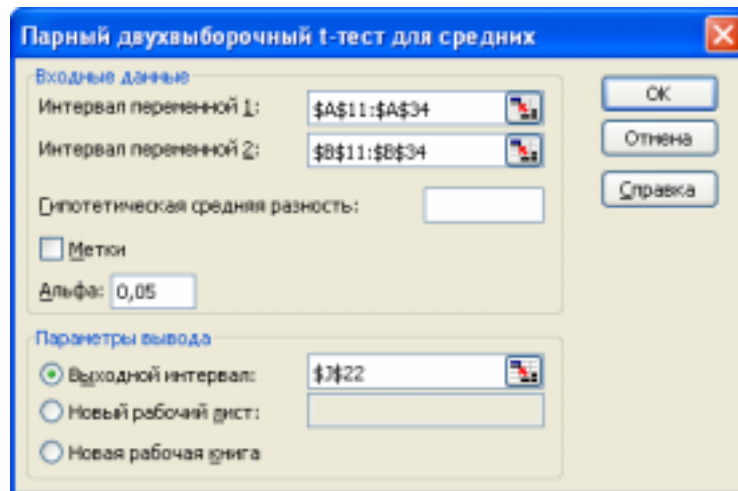 Парный двухвыборочный t-тест для средних
Входные данные
Интервал переменной 1: $A$11:$A$34
Интервал переменной 2: $B$11:$B$34
Гипотетическая средняя разность:
Метки
Альфа: 0,05
ОК
Отмена
Справка
Параметры вывода
Выходной интервал: $J$22
Новый рабочий лист:
Новая рабочая книга